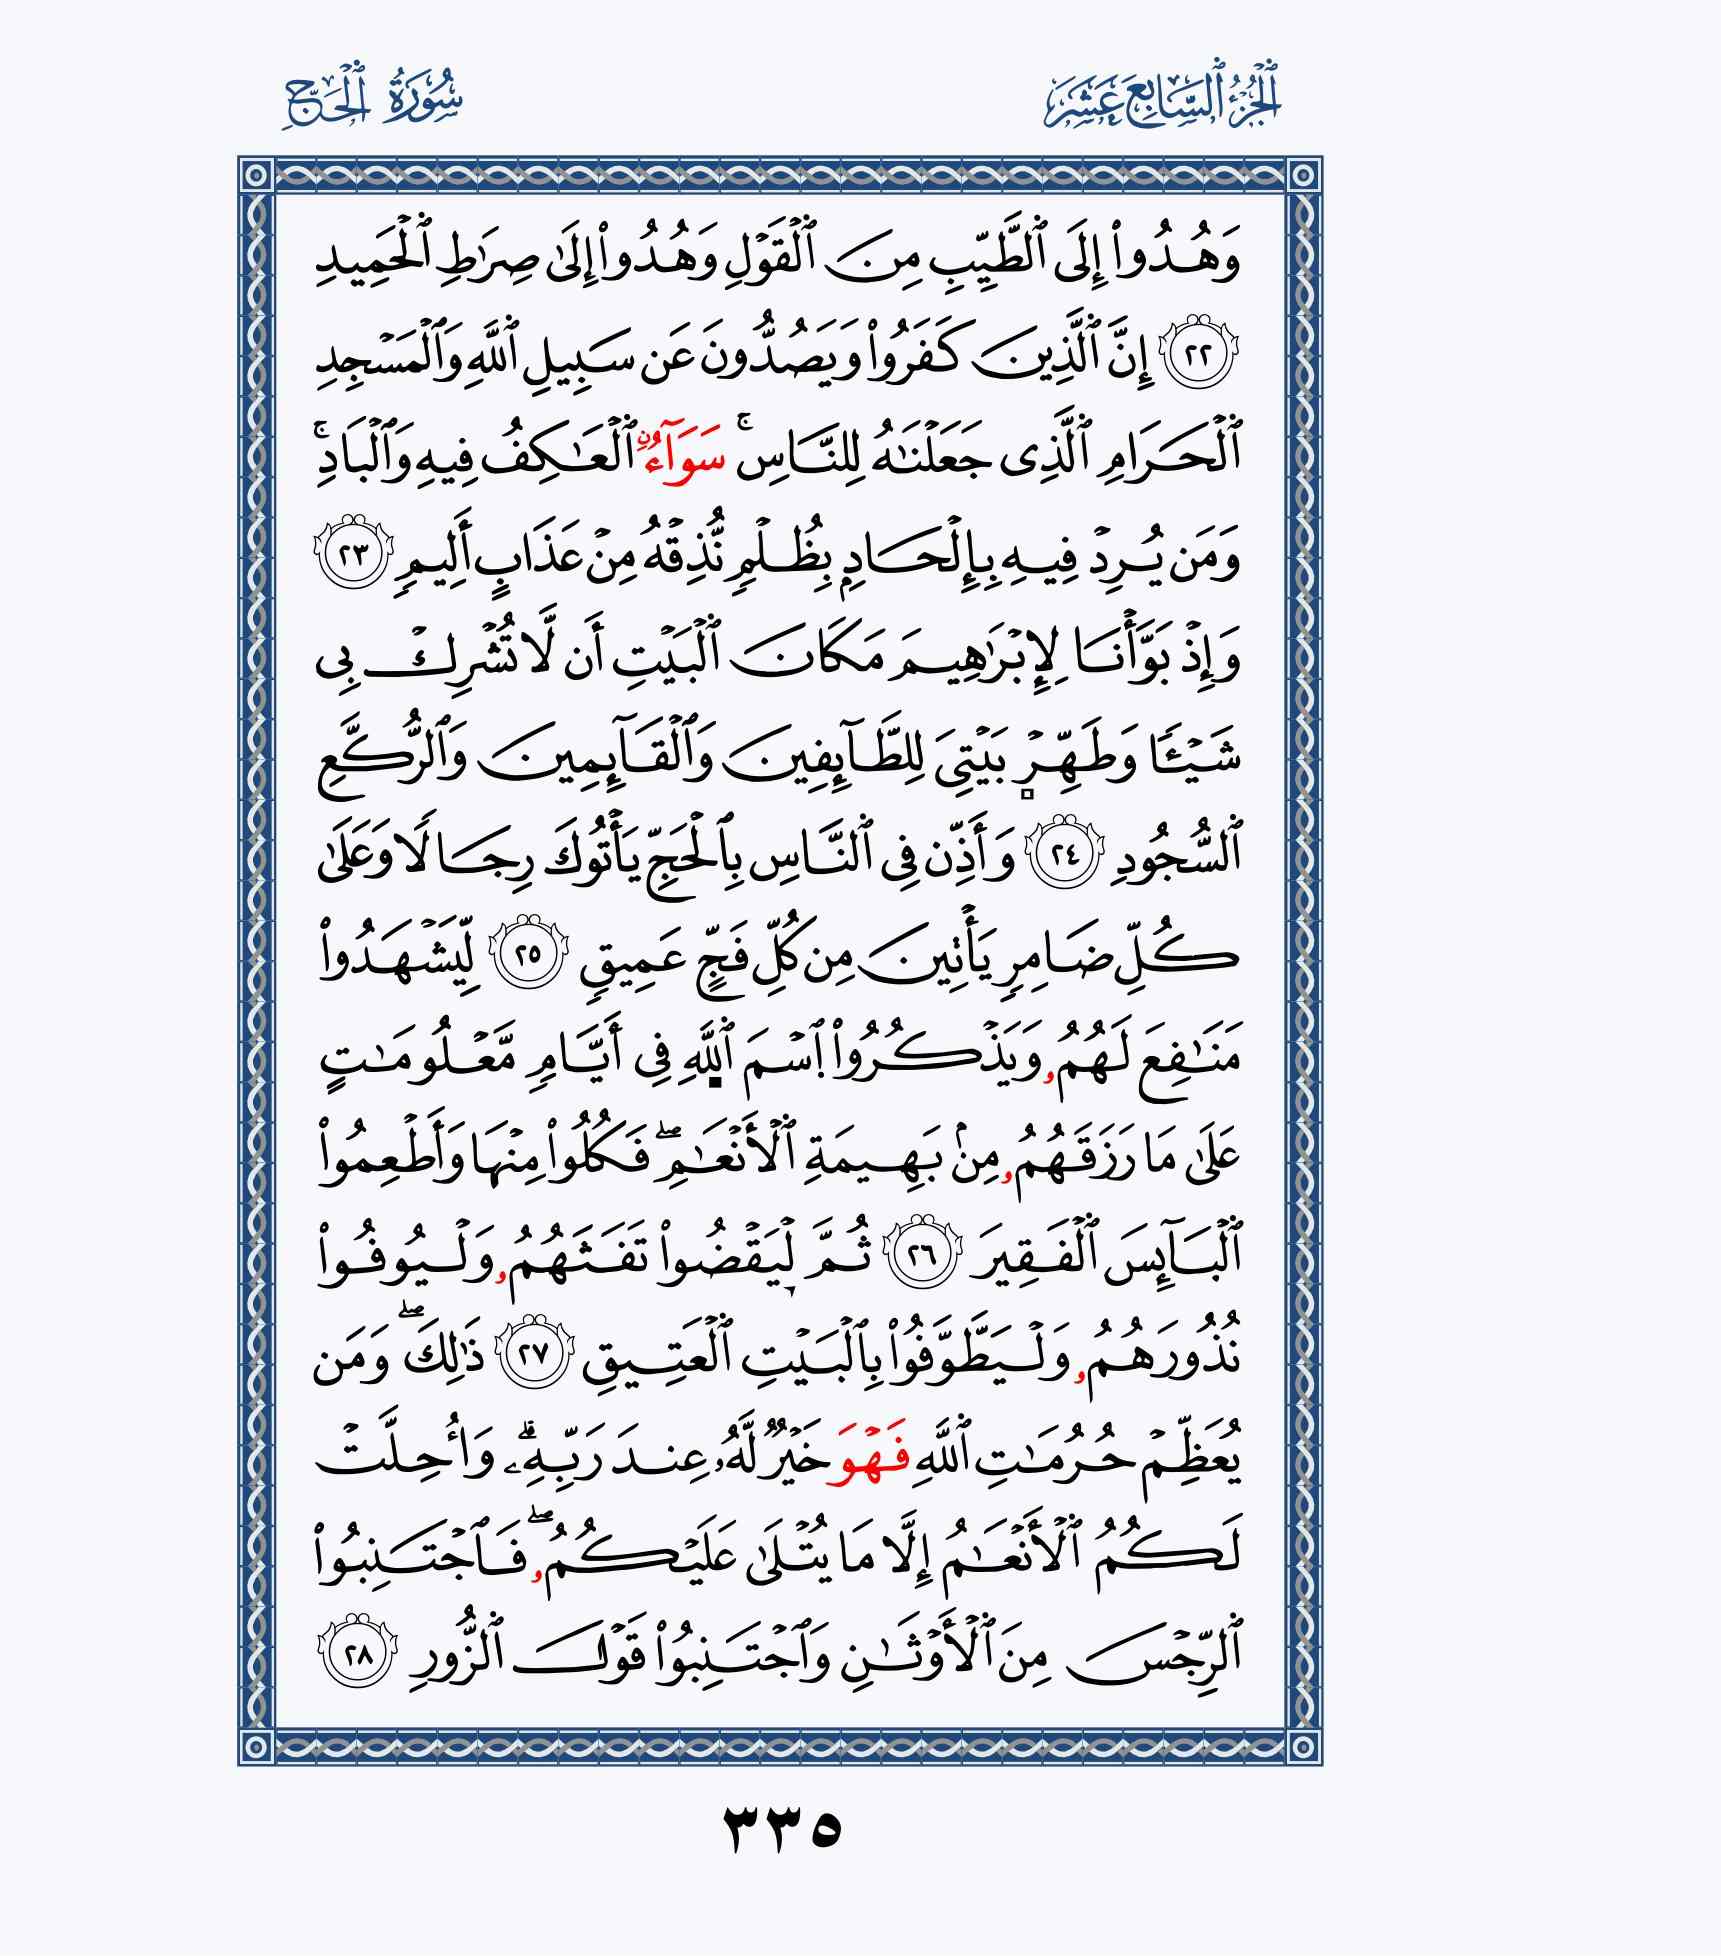 ٱلۡجُزۡءُ ٱلسَّابِعَ عَشَرَ
سُورَةُ ٱلۡحَجِّ
وَهُدُوٓاْ إِلَى ٱلطَّيِّبِ مِنَ ٱلۡقَوۡلِ وَهُدُوٓاْ إِلَىٰ صِرَٰطِ ٱلۡحَمِيدِ
٢٢ إِنَّ ٱلَّذِينَ كَفَرُواْ وَيَصُدُّونَ عَن سَبِيلِ ٱللَّهِ وَٱلۡمَسۡجِدِ
ٱلۡحَرَامِ ٱلَّذِي جَعَلۡنَٰهُ لِلنَّاسِۚ سَوَآءٌ ٱلۡعَٰكِفُ فِيهِ وَٱلۡبَادِۚ
وَمَن يُرِدۡ فِيهِ بِإِلۡحَادِۭ بِظُلۡمٖ نُّذِقۡهُ مِنۡ عَذَابٍ أَلِيمٖ ٢٣
وَإِذۡ بَوَّأۡنَا لِإِبۡرَٰهِيمَ مَكَانَ ٱلۡبَيۡتِ أَن لَّا تُشۡرِكۡ بِي
شَيۡـٔٗا وَطَهِّرۡ بَيۡتِيَ لِلطَّآئِفِينَ وَٱلۡقَآئِمِينَ وَٱلرُّكَّعِ
ٱلسُّجُودِ ٢٤ وَأَذِّن فِي ٱلنَّاسِ بِٱلۡحَجِّ يَأۡتُوكَ رِجَالٗا وَعَلَىٰ
كُلِّ ضَامِرٖ يَأۡتِينَ مِن كُلِّ فَجٍّ عَمِيقٖ ٢٥ لِّيَشۡهَدُواْ
مَنَٰفِعَ لَهُمُۥ وَيَذۡكُرُواْ ٱسۡمَ ٱللَّهِ فِي أَيَّامٖ مَّعۡلُومَٰتٍ
عَلَىٰ مَا رَزَقَهُمُۥ مِنۢ بَهِيمَةِ ٱلۡأَنۡعَٰمِۖ فَكُلُواْ مِنۡهَا وَأَطۡعِمُواْ
ٱلۡبَآئِسَ ٱلۡفَقِيرَ ٢٦ ثُمَّ لِۡيَقۡضُواْ تَفَثَهُمُۥ وَلۡيُوفُواْ
نُذُورَهُمُۥ وَلۡيَطَّوَّفُواْ بِٱلۡبَيۡتِ ٱلۡعَتِيقِ ٢٧ ذَٰلِكَۖ وَمَن
يُعَظِّمۡ حُرُمَٰتِ ٱللَّهِ فَهۡوَ خَيۡرٞ لَّهُۥ عِندَ رَبِّهِۦۗ وَأُحِلَّتۡ
لَكُمُ ٱلۡأَنۡعَٰمُ إِلَّا مَا يُتۡلَىٰ عَلَيۡكُمُۥۖ فَٱجۡتَنِبُواْ
ٱلرِّجۡسَ مِنَ ٱلۡأَوۡثَٰنِ وَٱجۡتَنِبُواْ قَوۡلَ ٱلزُّورِ ٢٨
٣٣٥